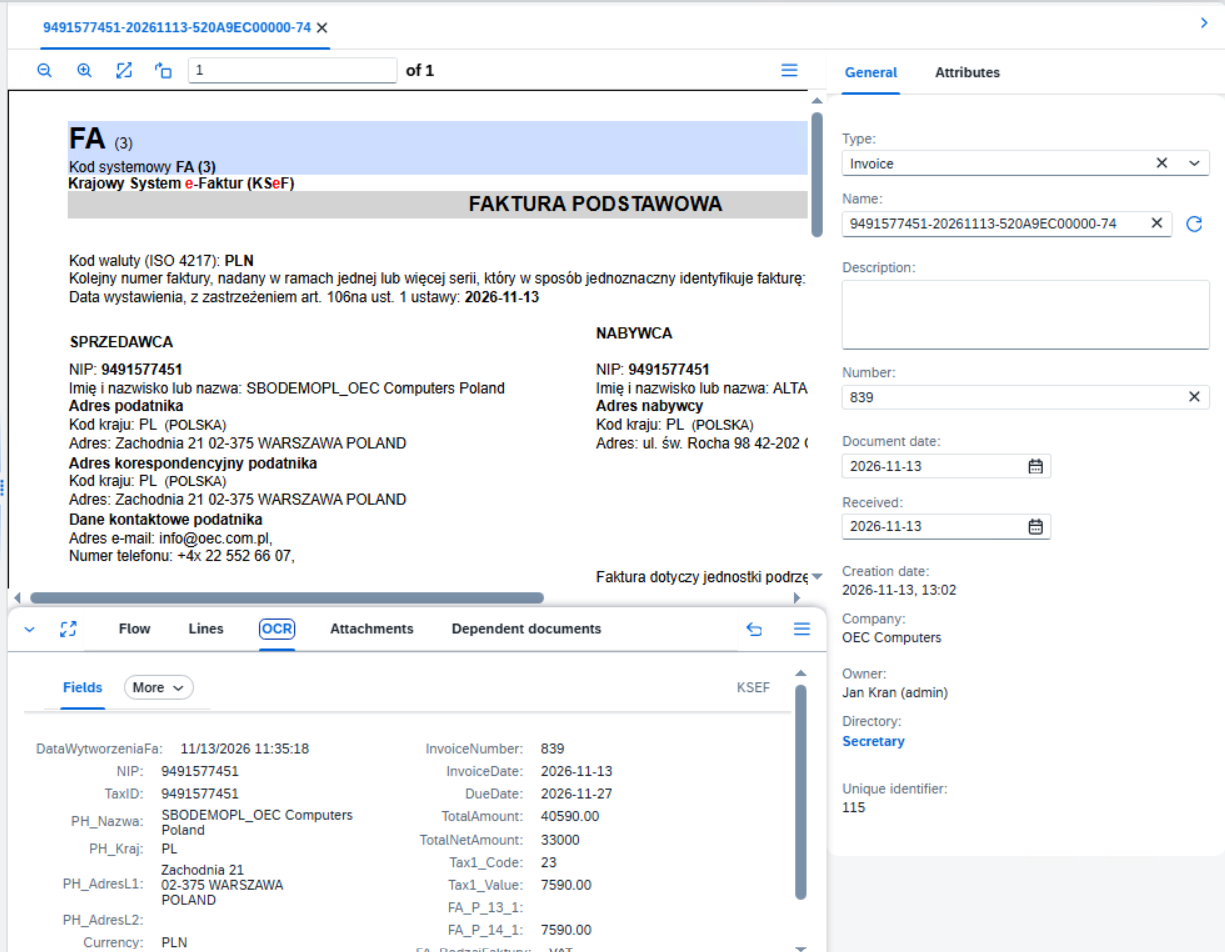 9491577451-20261113-520A9EC00000-74
1 of 1
FA (3)
Kod systemowy FA (3)
Krajowy System e-Faktur (KSeF)
FAKTURA PODSTAWOWA
Kod waluty (ISO 4217): PLN
Kolejny numer faktury, nadany w ramach jednej lub więcej serii, który w sposób jednoznaczny identyfikuje fakturę:
Data wystawienia, z zastrzeżeniem art. 106na ust. 1 ustawy: 2026-11-13
SPRZEDAWCA
NIP: 9491577451
Imię i nazwisko lub nazwa: SBODEMOPL_OEC Computers Poland
Adres podatnika
Kod kraju: PL (POLSKA)
Adres: Zachodnia 21 02-375 WARSZAWA POLAND
Adres korespondencyjny podatnika
Kod kraju: PL (POLSKA)
Adres: Zachodnia 21 02-375 WARSZAWA POLAND
Dane kontaktowe podatnika
Adres e-mail: info@oec.com.pl,
Numer telefonu: +4x 22 552 66 07,
NABYWCA
NIP: 9491577451
Imię i nazwisko lub nazwa: ALTA
Adres nabywcy
Kod kraju: PL (POLSKA)
Adres: ul. św. Rocha 98 42-202
Faktura dotyczy jednostki
Flow Lines OCR Attachments Dependent documents
Fields More KSEF
DataWytworzeniaFa: 11/13/2026 11:35:18
NIP: 9491577451
TaxID: 9491577451
PH_Nazwa: SBODEMOPL_OEC Computers
Poland
PH_Kraj: PL
PH_AdresL1: Zachodnia 21
02-375 WARSZAWA
POLAND
PH_AdresL2:
Currency: PLN
InvoiceNumber: 839
InvoiceDate: 2026-11-13
DueDate: 2026-11-27
TotalAmount: 40590.00
TotalNetAmount: 33000
Tax1_Code: 23
Tax1_Value: 7590.00
FA_P_13_1:
FA_P_14_1: 7590.00
General Attributes
Type:
Invoice
Name:
9491577451-20261113-520A9EC00000-74
Description:
Number:
839
Document date:
2026-11-13
Received:
2026-11-13
Creation date:
2026-11-13, 13:02
Company:
OEC Computers
Owner:
Jan Kran (admin)
Directory:
Secretary
Unique identifier:
115